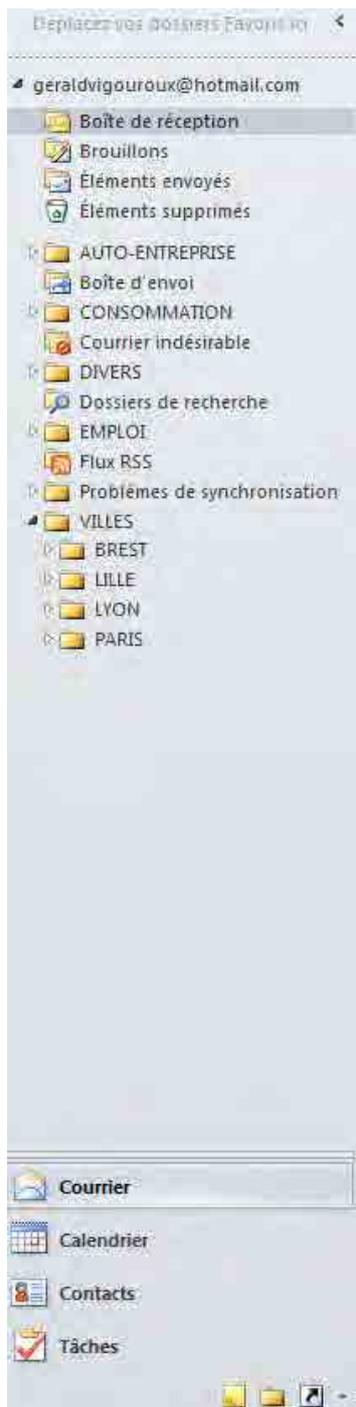 Déplacez vos dossiers Favoris ici
geraldvigouroux@hotmail.com
Boîte de réception
Brouillons
Éléments envoyés
Éléments supprimés
AUTO-ENTREPRISE
Boîte d'envoi
CONSOMMATION
Courrier indésirable
DIVERS
Dossiers de recherche
EMPLOI
Flux RSS
Problèmes de synchronisation
VILLES
BREST
LILLE
LYON
PARIS
Courrier
Calendrier
Contacts
Tâches